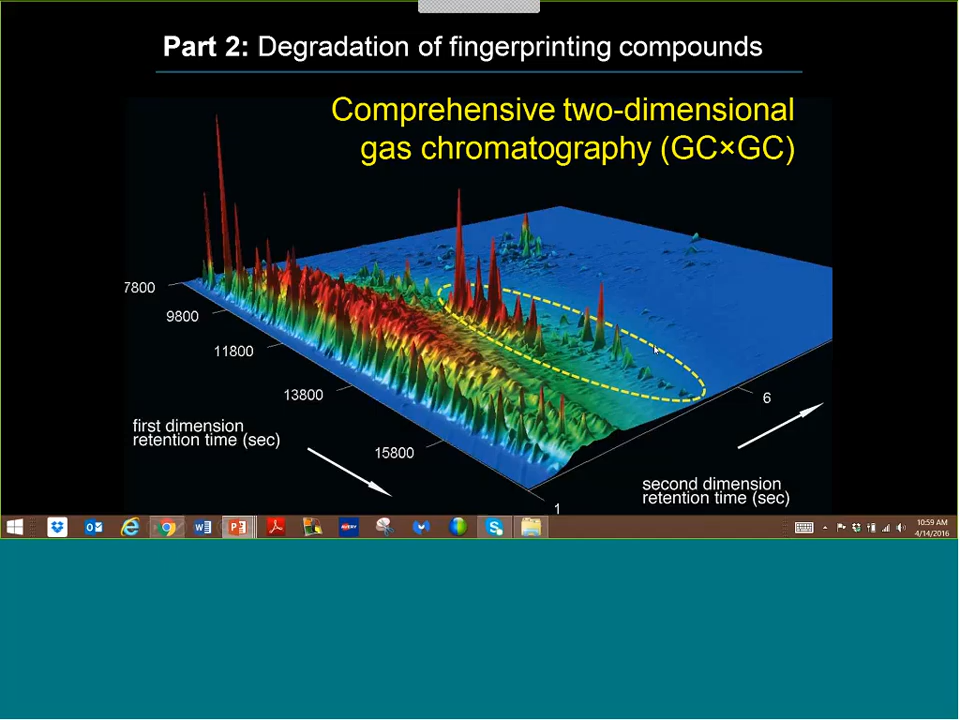 Part 2: Degradation of fingerprinting compounds
Comprehensive two-dimensional
gas chromatography (GC×GC)
7800
9800
11800
13800
15800
first dimension
retention time (sec)
6
1
second dimension
retention time (sec)
AVERY
10:59 AM
4/14/2016